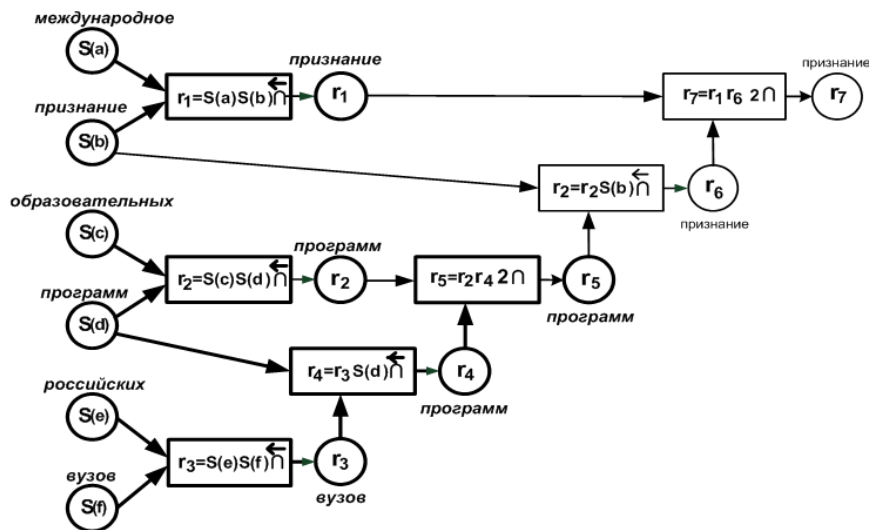 международное
S(a)
признание
признание
r₁=S(a)S(b)∩̅
r₁
r₇=r₁ r₆ 2∩
r₇
признание
S(b)
r₂=r₂S(b)∩̅
r₆
признание
образовательных
S(c)
программ
r₂=S(c)S(d)∩̅
r₂
r₅=r₂r₄ 2∩
r₅
программ
программ
S(d)
r₄=r₃S(d)∩̅
r₄
программ
российских
S(e)
r₃=S(e)S(f)∩̅
r₃
вузов
вузов
S(f)